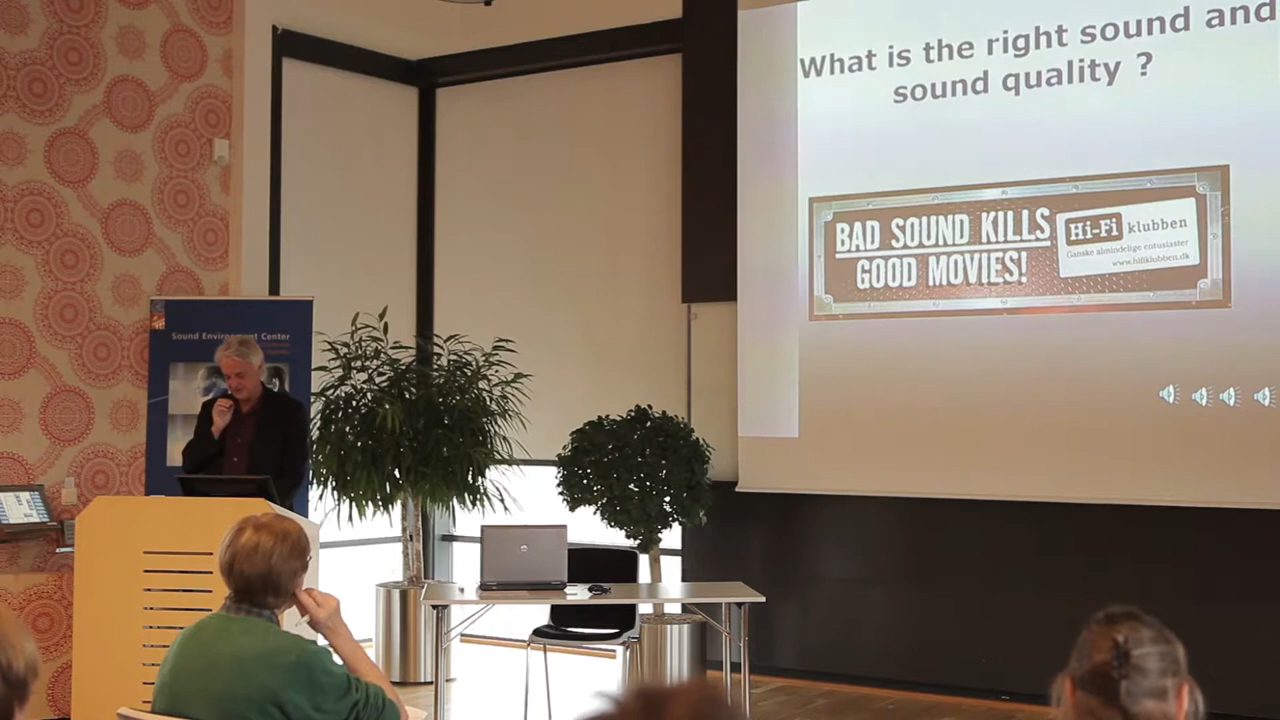 What is the right sound and
sound quality ?
BAD SOUND KILLS
GOOD MOVIES!
Hi-Fi klubben
Ganske almindelige entusiaster
www.hifiklubben.dk
Sound Environment Center
hp